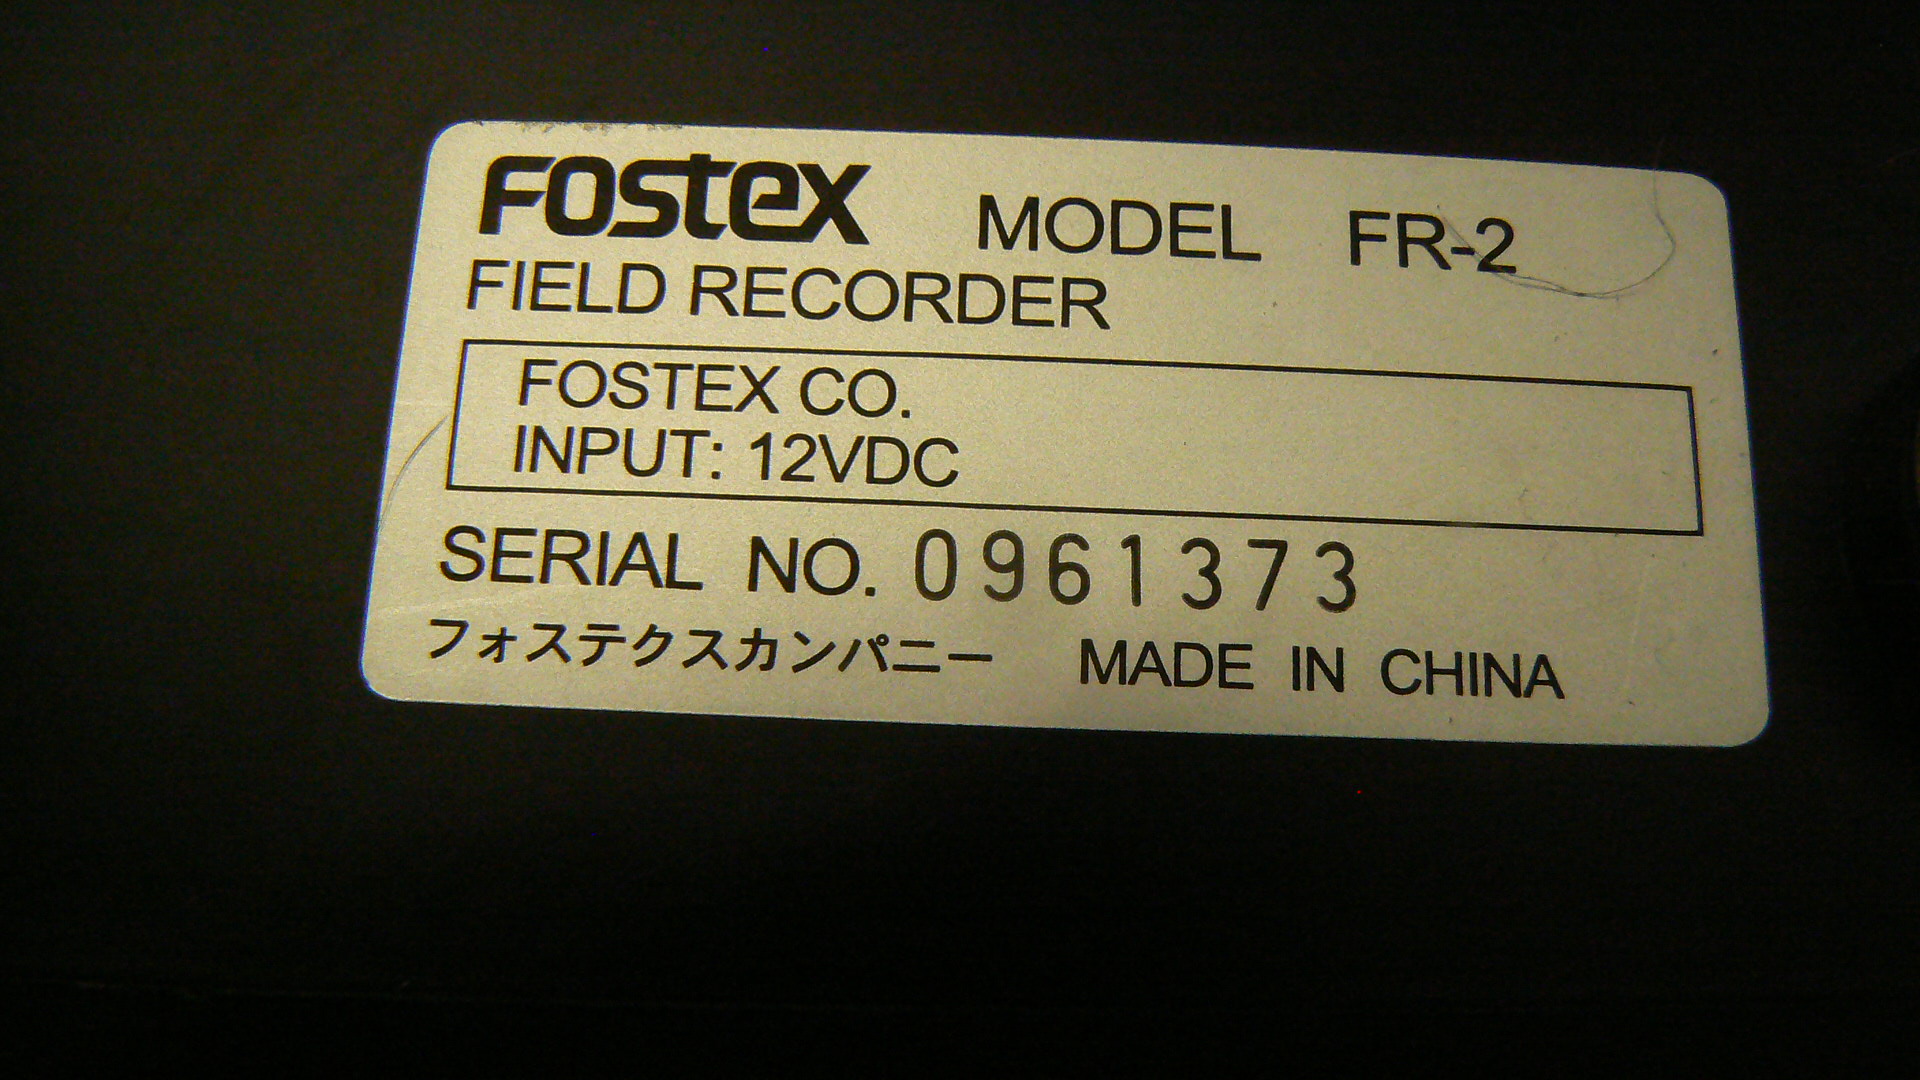 Fostex MODEL FR-2
FIELD RECORDER
FOSTEX CO.
INPUT: 12VDC
SERIAL NO. 0961373
フォステクスカンパニー MADE IN CHINA